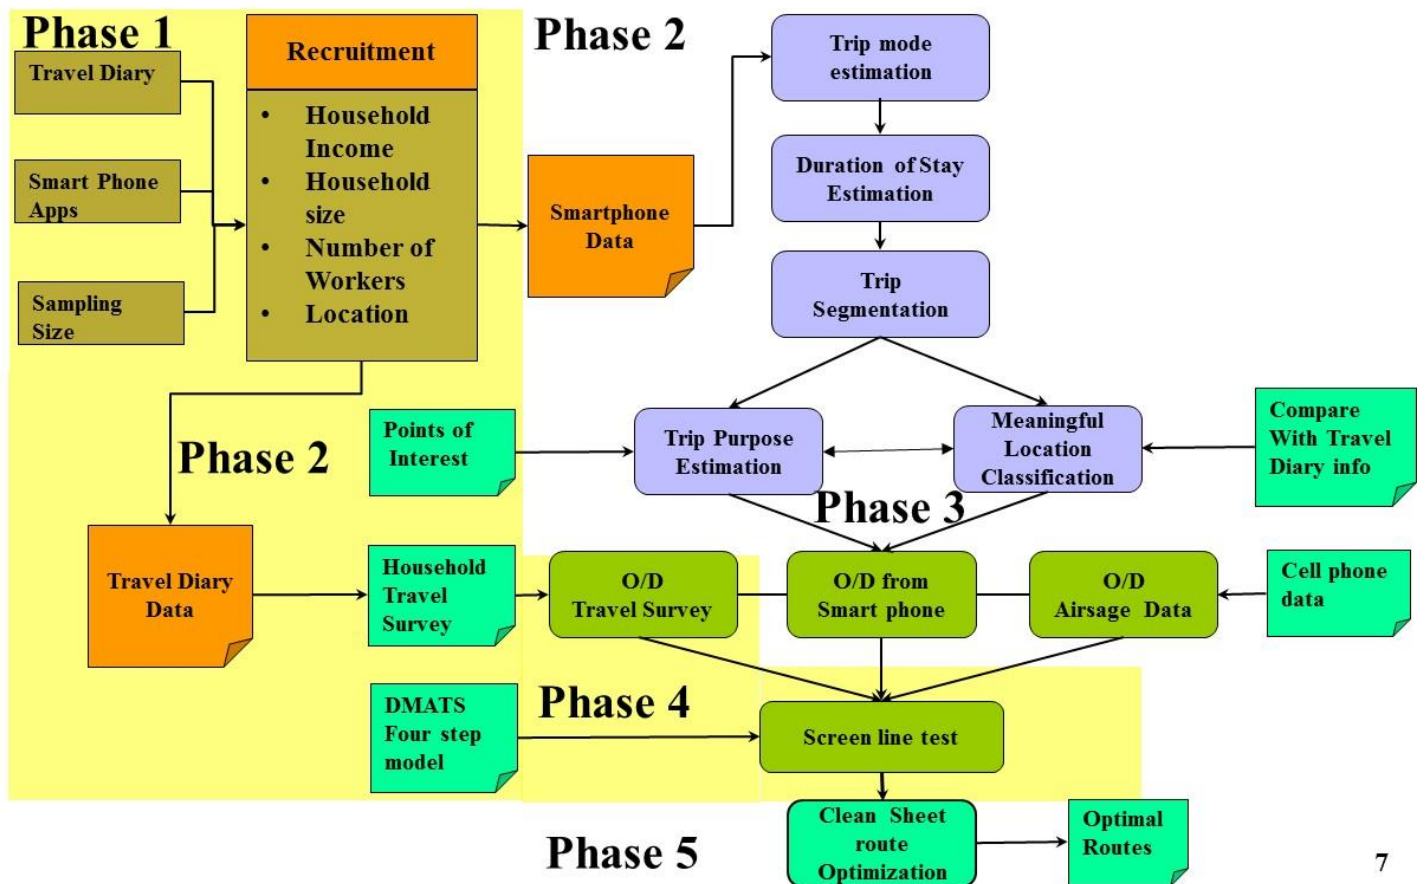 Phase 1
Travel Diary
Smart Phone
Apps
Sampling
Size
Recruitment
• Household
Income
• Household
size
• Number of
Workers
• Location
Phase 2
Smartphone
Data
Trip mode
estimation
Duration of Stay
Estimation
Trip
Segmentation
Phase 2
Points of
Interest
Trip Purpose
Estimation
Meaningful
Location
Classification
Compare
With Travel
Diary info
Phase 3
Travel Diary
Data
Household
Travel
Survey
O/D
Travel Survey
O/D from
Smart phone
O/D
Airsage Data
Cell phone
data
DMATS
Four step
model
Phase 4
Screen line test
Phase 5
Clean Sheet
route
Optimization
Optimal
Routes
7